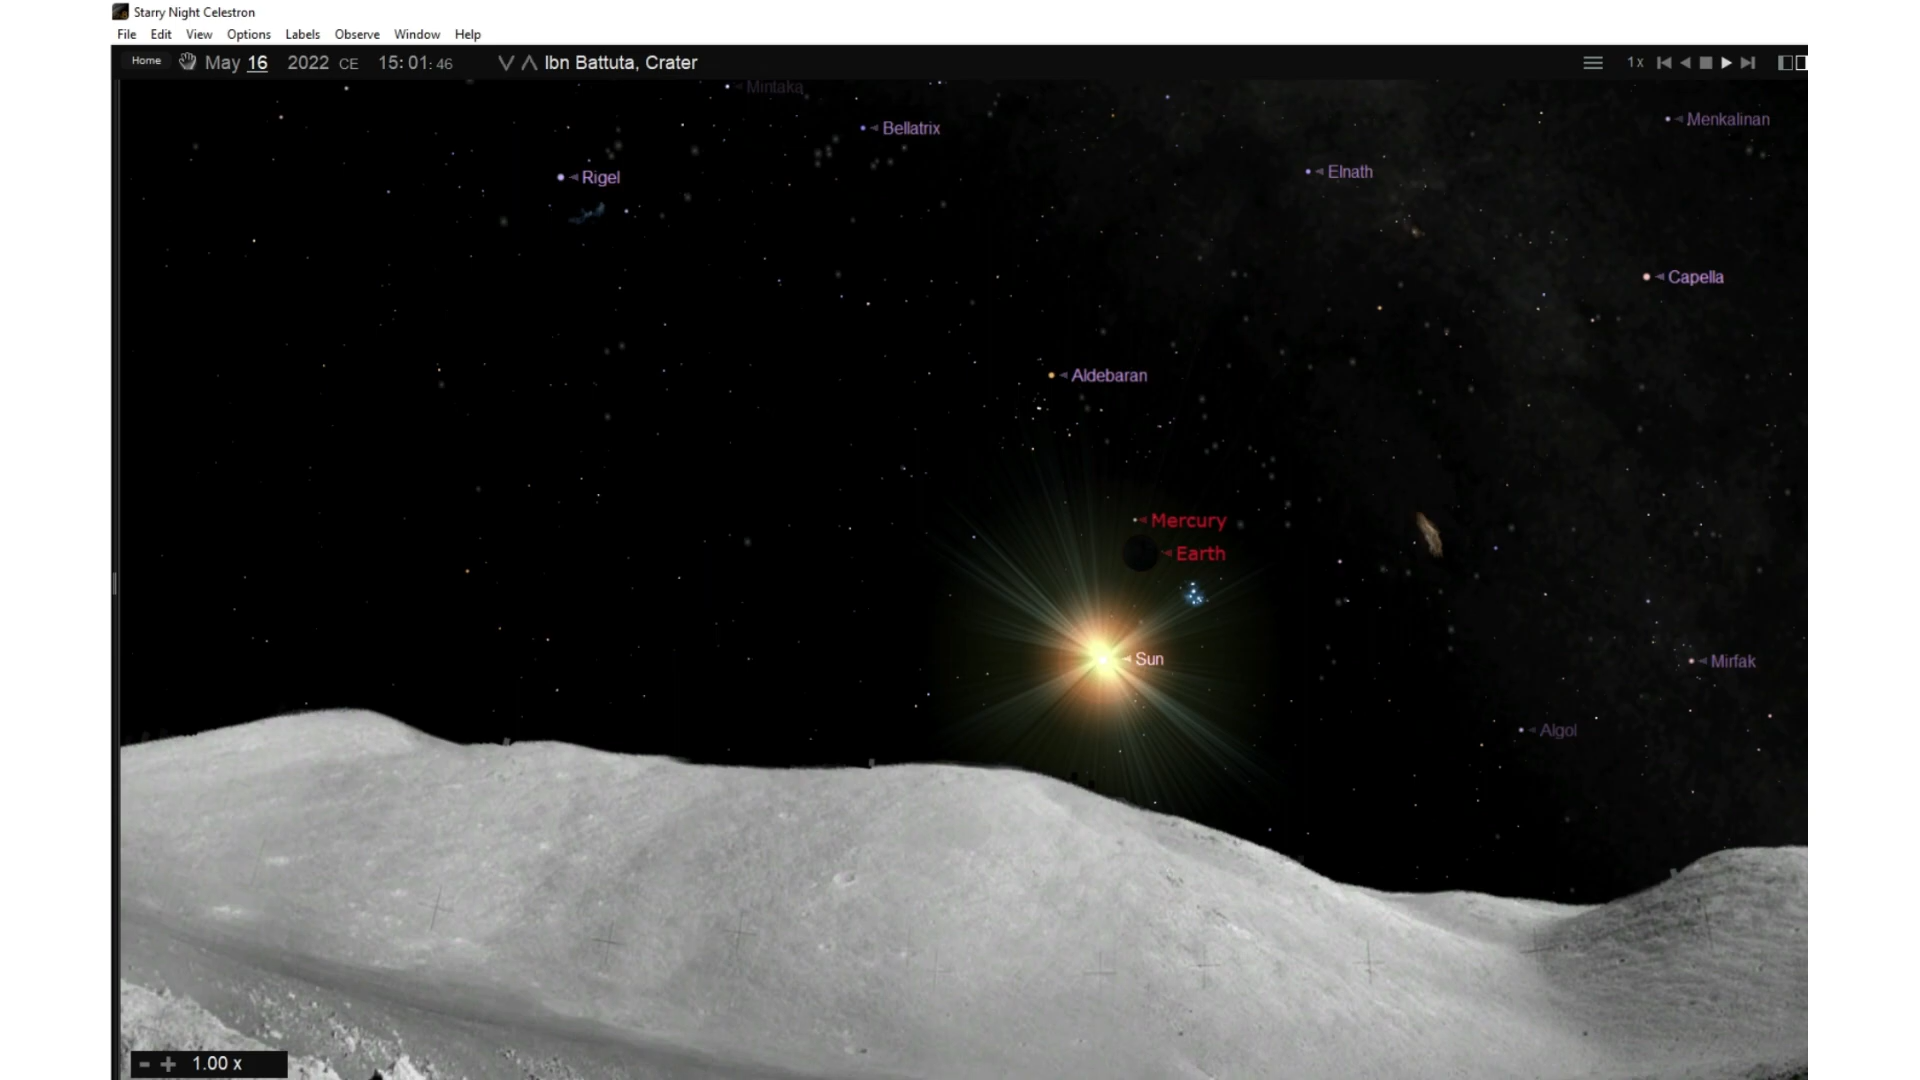 Starry Night Celestron
File Edit View Options Labels Observe Window Help
Home May 16 2022 CE 15:01:46 Ibn Battuta, Crater 1x
Mintaka
Menkalinan
Bellatrix
Elnath
Rigel
Capella
Aldebaran
Mercury
Earth
Sun
Mirfak
Algol
1.00 x